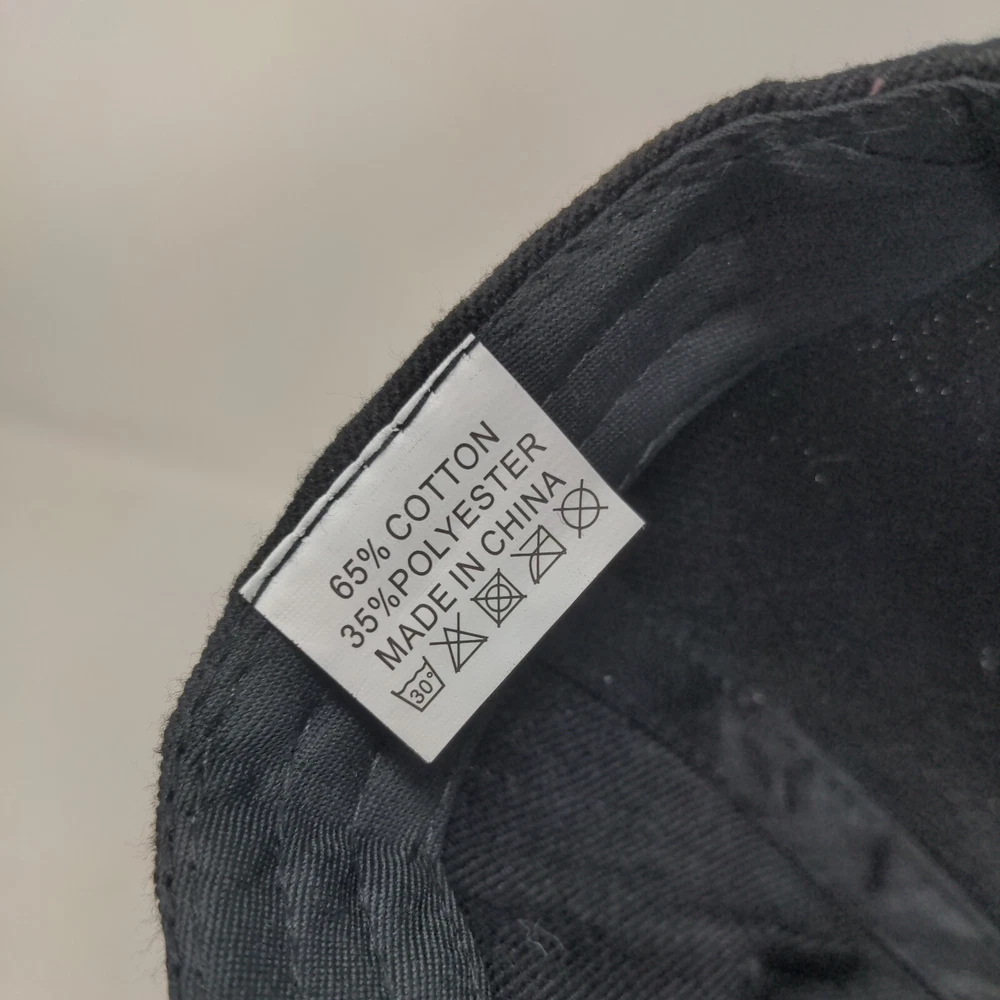 65% COTTON
35%POLYESTER
MADE IN CHINA
30°